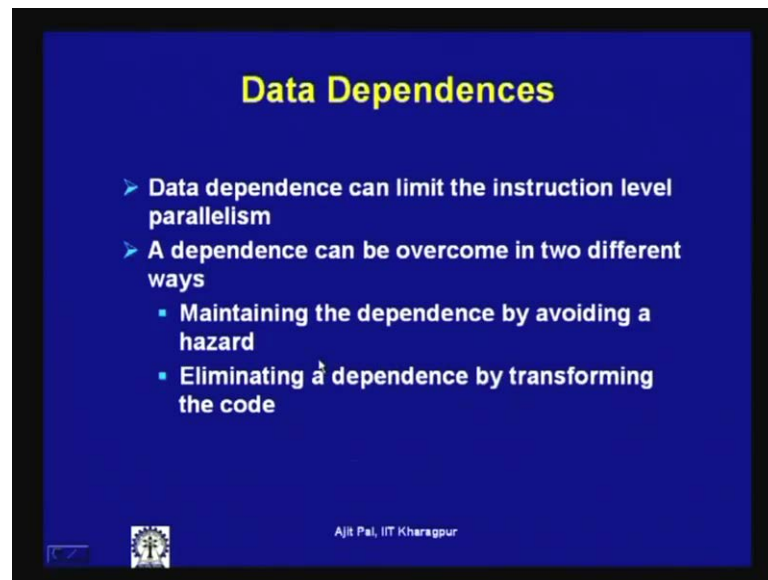 Data Dependences
Data dependence can limit the instruction level
parallelism
A dependence can be overcome in two different
ways
Maintaining the dependence by avoiding a
hazard
Eliminating a dependence by transforming
the code
Ajit Pal, IIT Kharagpur